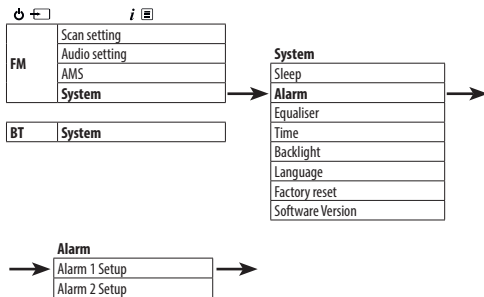 i
FM
Scan setting
Audio setting
AMS
System
BT System
System
Sleep
Alarm
Equaliser
Time
Backlight
Language
Factory reset
Software Version
Alarm
Alarm 1 Setup
Alarm 2 Setup